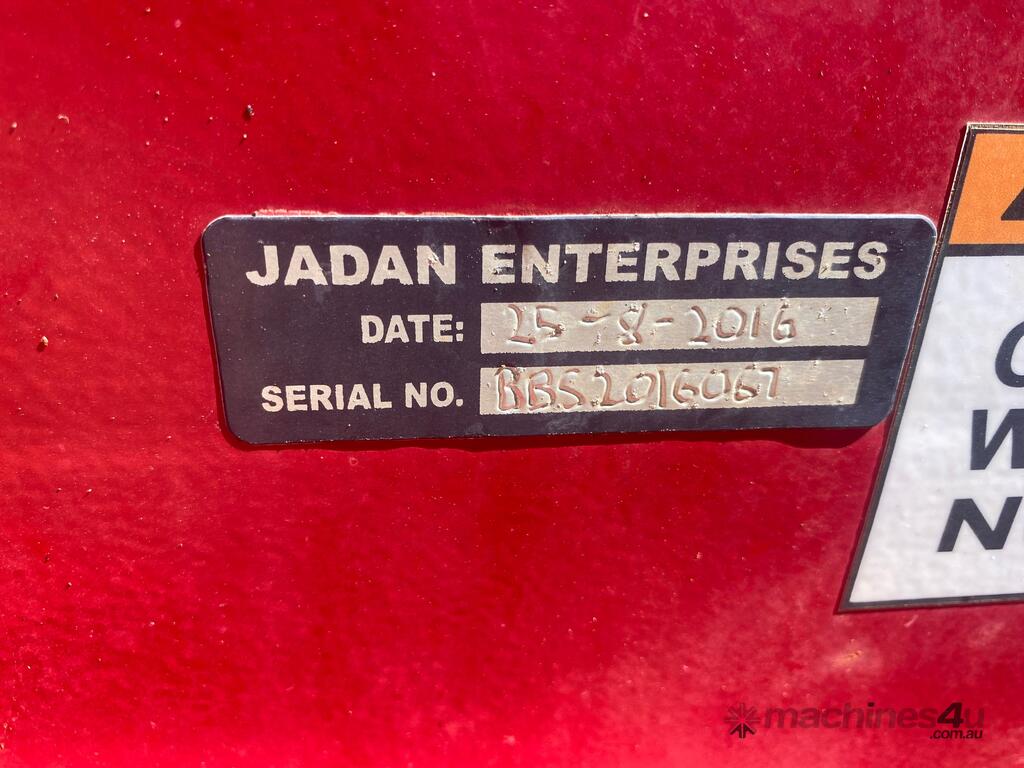 JADAN ENTERPRISES
DATE: 25-8-2016
SERIAL NO. BBS2016067
W
N
machines4u
.com.au